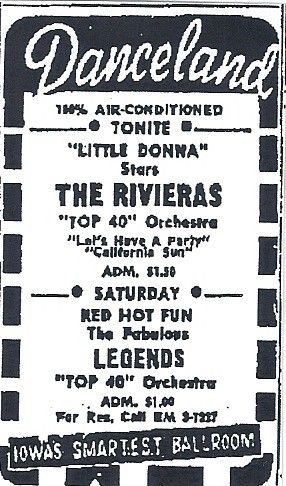 Danceland
100% AIR-CONDITIONED
TONITE
"LITTLE DONNA"
Stars
THE RIVIERAS
"TOP 40" Orchestra
"Let's Have A Party"
"California Sun"
ADM. $1.50
SATURDAY
RED HOT FUN
The Fabulous
LEGENDS
"TOP 40" Orchestra
ADM. $1.00
For Res. Call EM 3-7227
IOWA'S SMARTEST BALLROOM